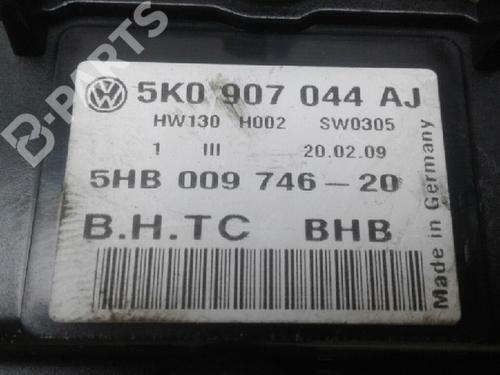 5K0 907 044 AJ
HW130 H002 SW0305
1 III 20.02.09
5HB 009 746-20
B.H.TC BHB
Made in Germany
B-PARTS
B-PARTS